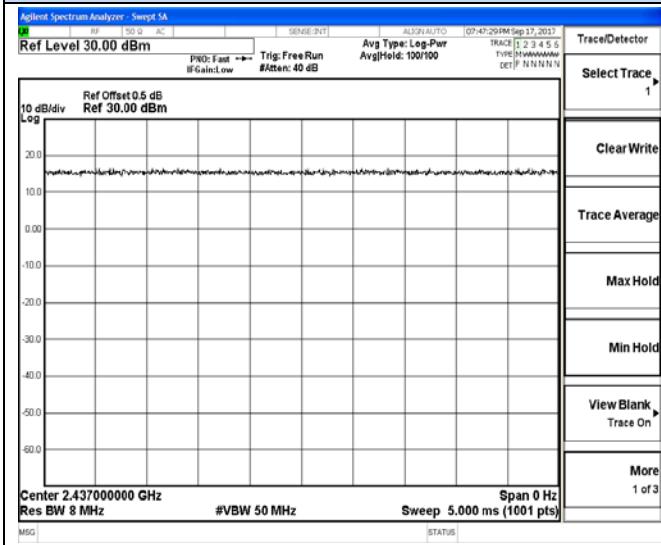 Agilent Spectrum Analyzer - Swept SA
RF 50 Ω AC SENSE:INT ALIGN AUTO 07:47:29 PM Sep 17, 2017
Ref Level 30.00 dBm
PNO: Fast
IFGain:Low
Trig: Free Run
#Atten: 40 dB
Avg Type: Log-Pwr
Avg|Hold: 100/100
TRACE 1 2 3 4 5 6
TYPE MWWWWW
DET P N N N N N
Ref Offset 0.5 dB
10 dB/div Ref 30.00 dBm
Log
20.0
10.0
0.00
-10.0
-20.0
-30.0
-40.0
-50.0
-60.0
Center 2.437000000 GHz Span 0 Hz
Res BW 8 MHz #VBW 50 MHz Sweep 5.000 ms (1001 pts)
MSG STATUS
Trace/Detector
Select Trace
1
Clear Write
Trace Average
Max Hold
Min Hold
View Blank
Trace On
More
1 of 3